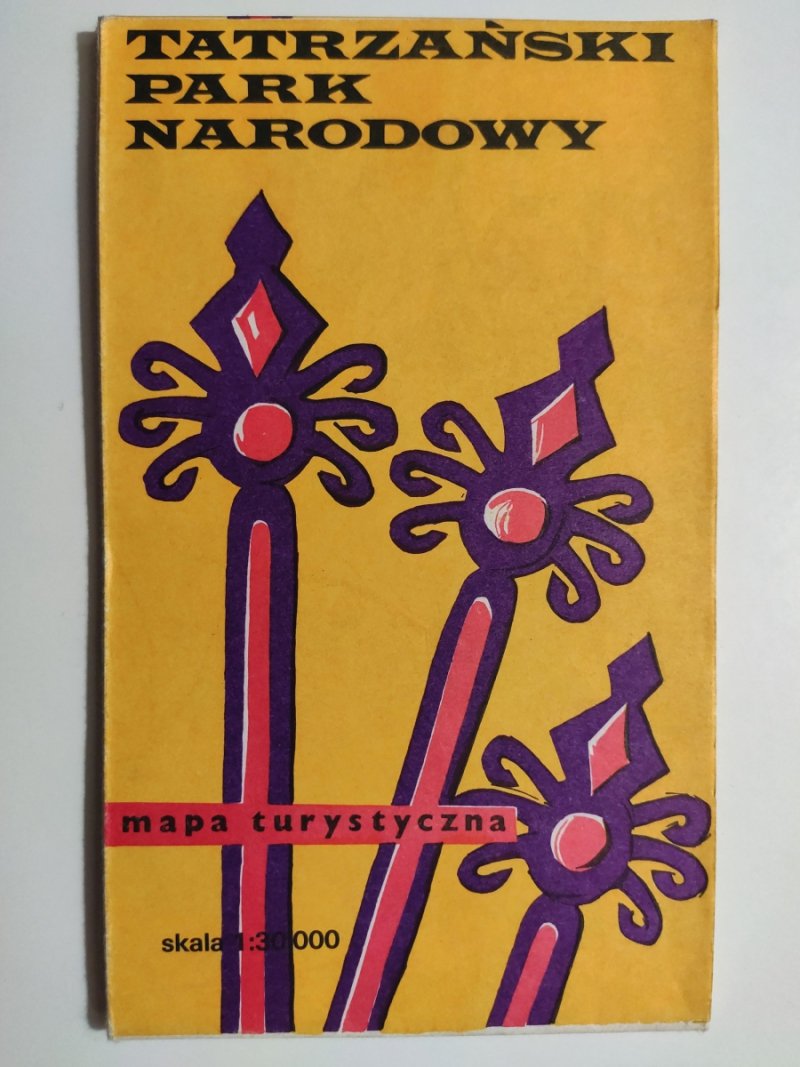 TATRZAŃSKI
PARK
NARODOWY
mapa turystyczna
skala 1:30 000